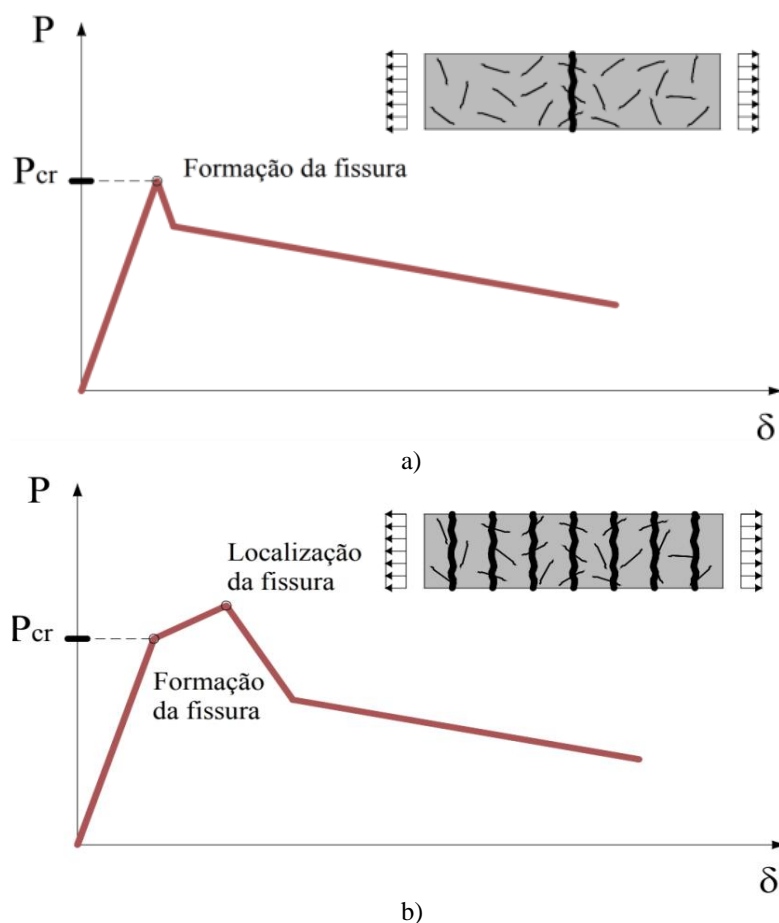 P
Pcr
Formação da fissura
δ
a)
P
Localização
da fissura
Pcr
Formação
da fissura
δ
b)